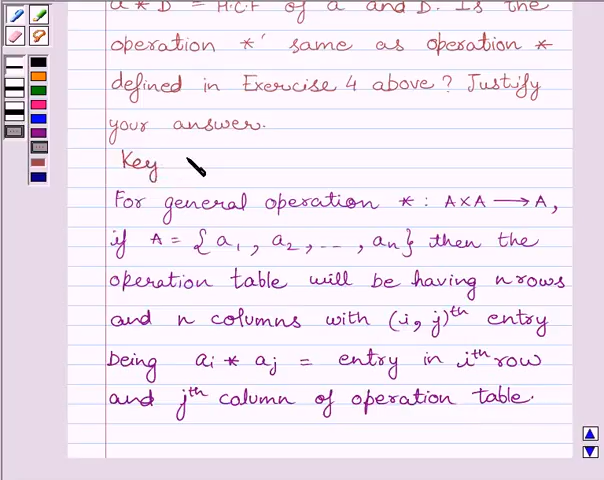 a * b = H.C.F of a and b. Is the
operation *' same as operation *
defined in Exercise 4 above? Justify
your answer.
Key
For general operation * : A×A → A,
if A = {a₁, a₂, ..., aₙ} then the
operation table will be having n rows
and n columns with (i, j)ᵗʰ entry
being aᵢ * aⱼ = entry in iᵗʰ row
and jᵗʰ column of operation table.